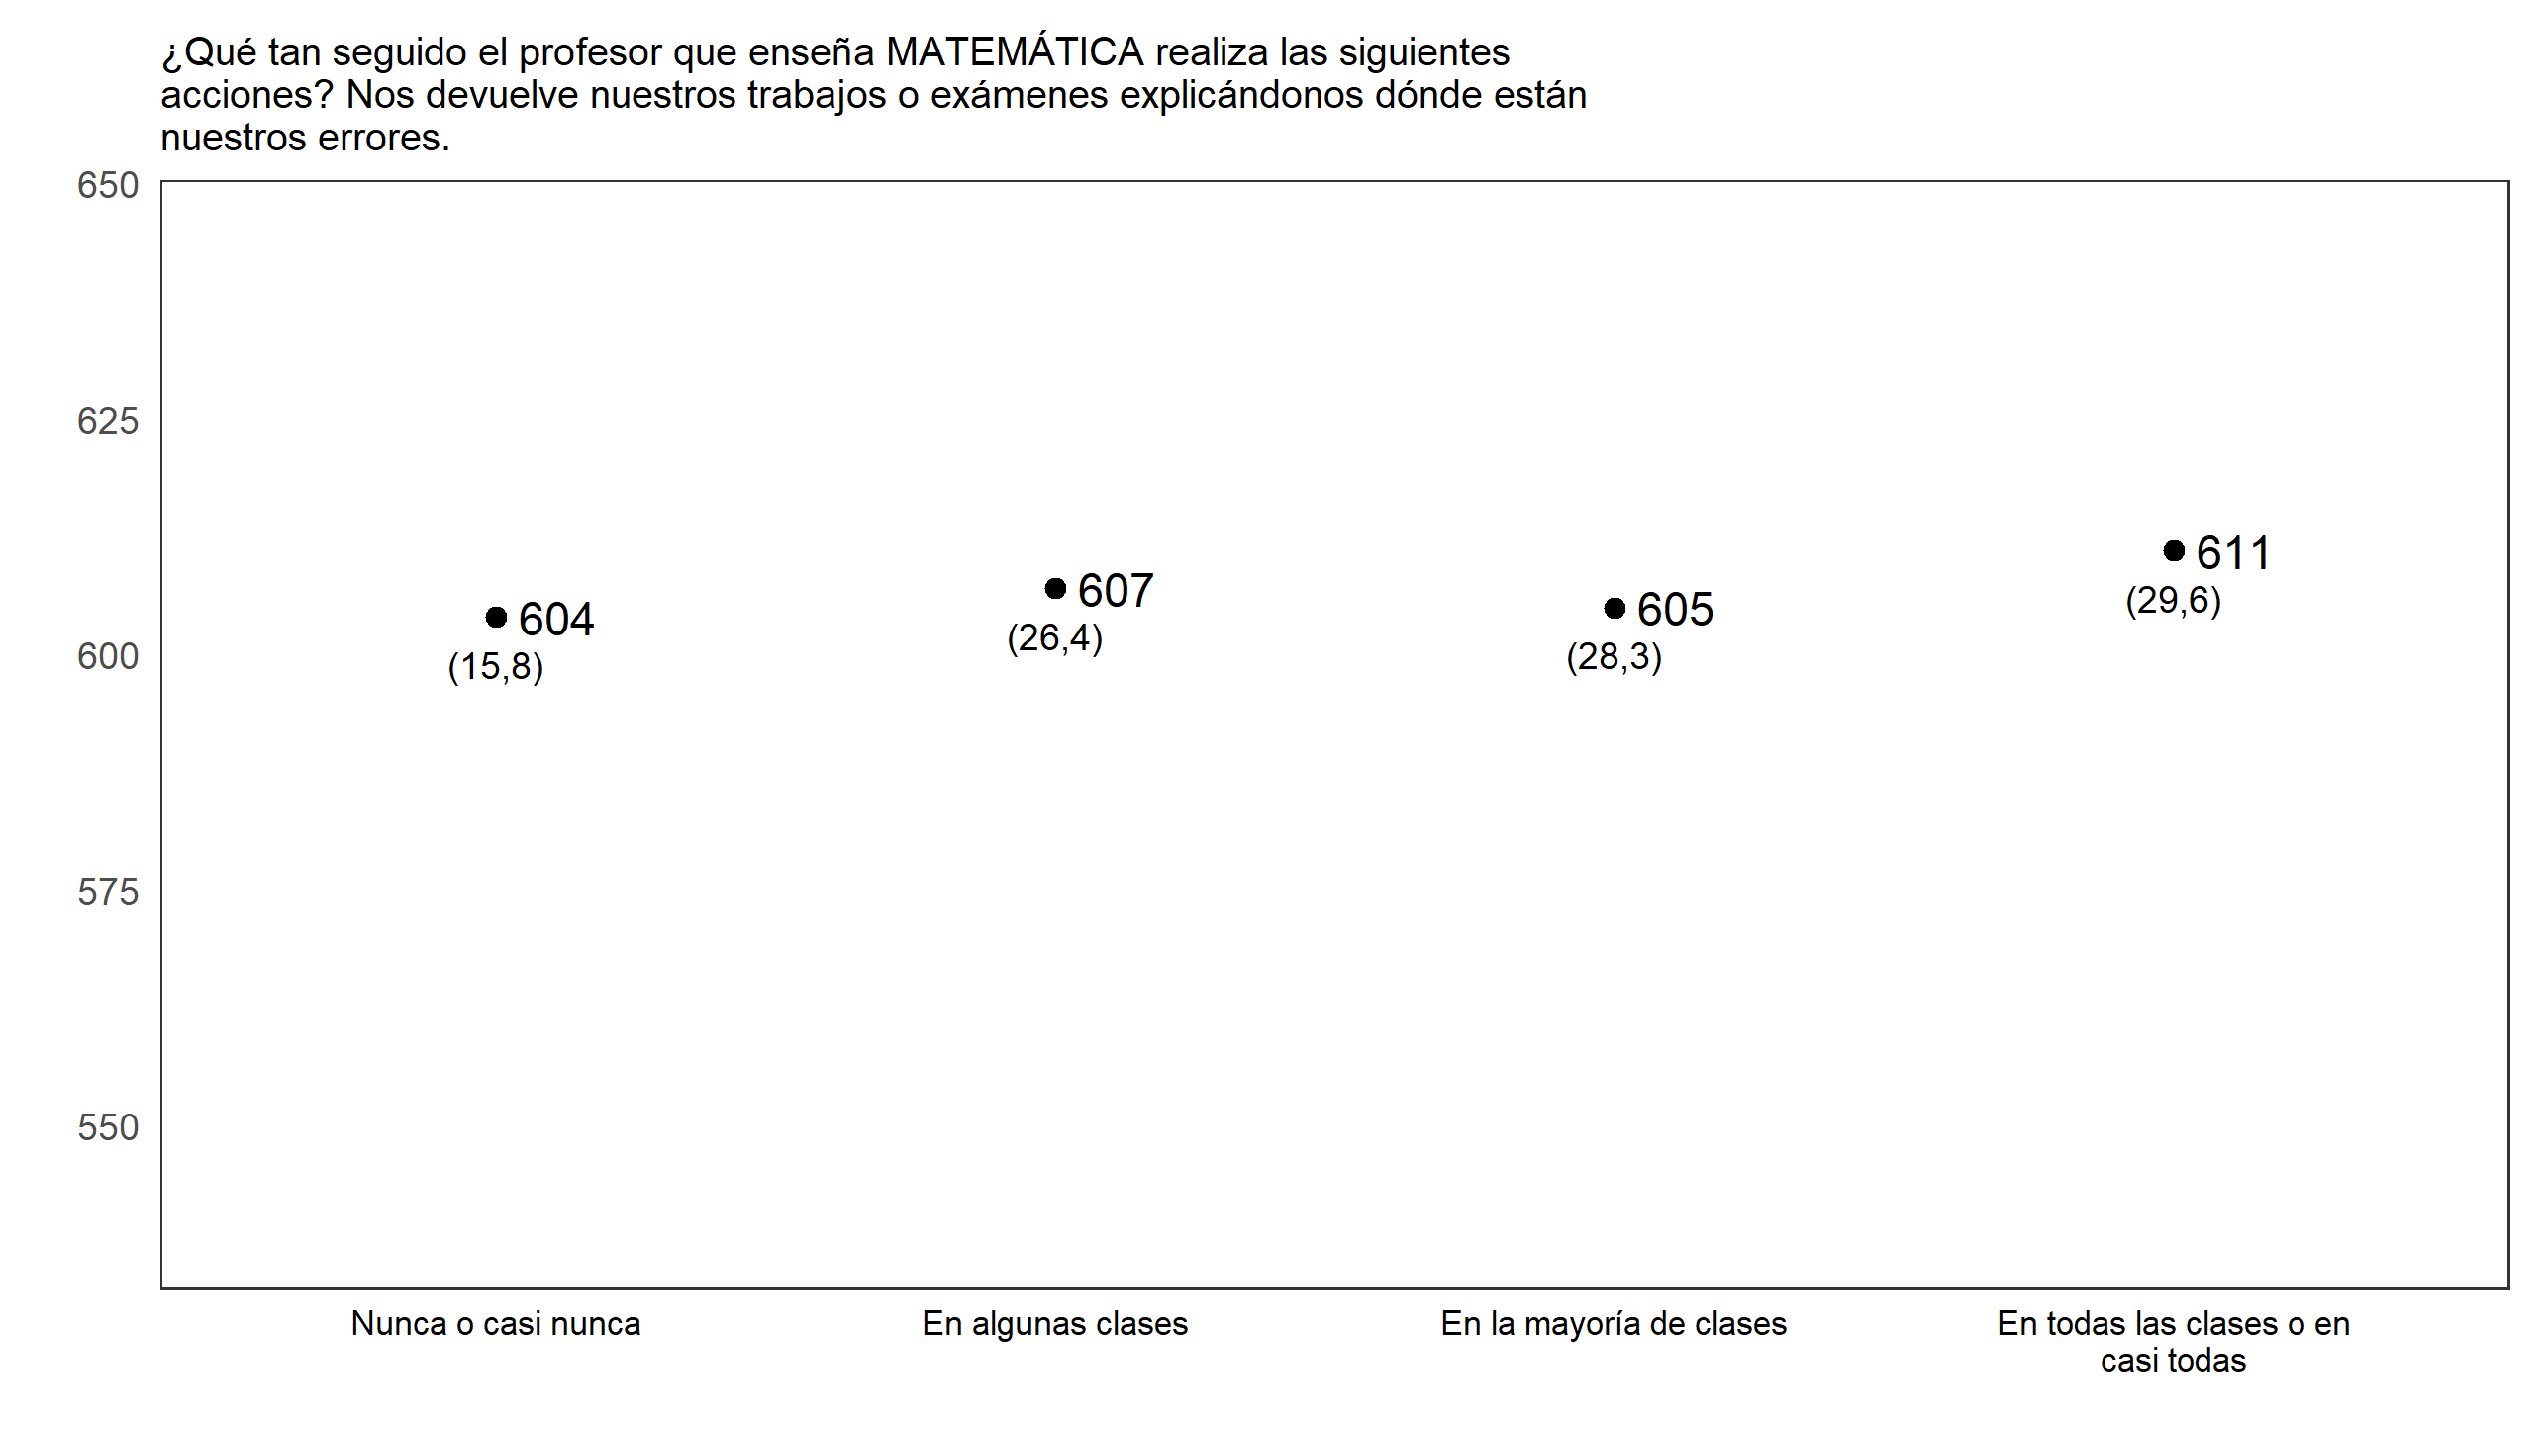 ¿Qué tan seguido el profesor que enseña MATEMÁTICA realiza las siguientes
acciones? Nos devuelve nuestros trabajos o exámenes explicándonos dónde están
nuestros errores.
650
625
600
575
550
604
(15,8)
607
(26,4)
605
(28,3)
611
(29,6)
Nunca o casi nunca
En algunas clases
En la mayoría de clases
En todas las clases o en
casi todas